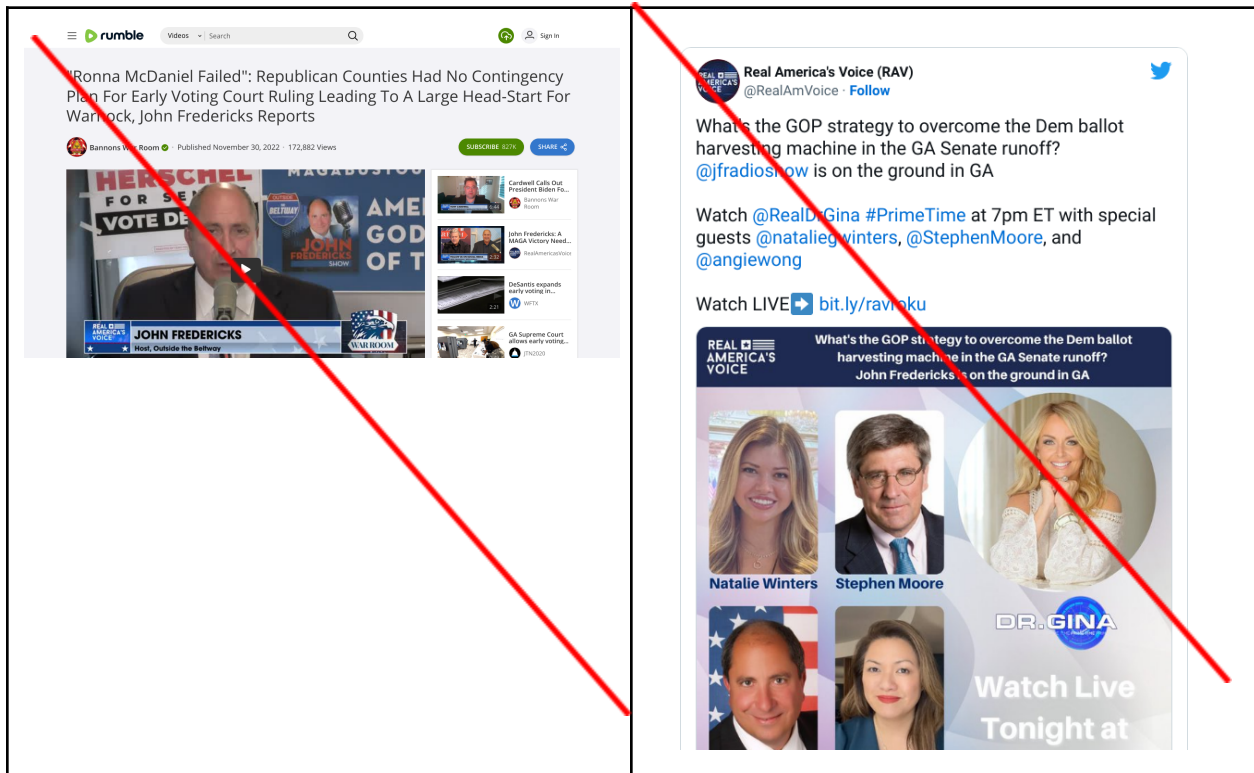 rumble
Videos
Search
Sign In
"Ronna McDaniel Failed": Republican Counties Had No Contingency
Plan For Early Voting Court Ruling Leading To A Large Head-Start For
Warnock, John Fredericks Reports
Bannons War Room · Published November 30, 2022 · 172,882 Views
SUBSCRIBE 827K
SHARE
HERSCHEL
FOR SE
VOTE DE
OUTSIDE
BELTWAY
JOHN
FREDERICKS
SHOW
AME
GOD
OF T
REAL
AMERICA'S
VOICE
JOHN FREDERICKS
Host, Outside the Beltway
WAR ROOM
Cardwell Calls Out
President Biden Fo...
Bannons War
Room
John Fredericks: A
MAGA Victory Need...
RealAmericasVoice
2:32
DeSantis expands
early voting in...
WFTX
2:21
GA Supreme Court
allows early voting...
JTN2020
Real America's Voice (RAV)
@RealAmVoice · Follow
What's the GOP strategy to overcome the Dem ballot
harvesting machine in the GA Senate runoff?
@jfradioshow is on the ground in GA
Watch @RealDrGina #PrimeTime at 7pm ET with special
guests @nataliegwinters, @StephenMoore, and
@angiewong
Watch LIVE➡️ bit.ly/ravroku
REAL
AMERICA'S
VOICE
What's the GOP strategy to overcome the Dem ballot
harvesting machine in the GA Senate runoff?
John Fredericks is on the ground in GA
Natalie Winters
Stephen Moore
DR.GINA
Watch Live
Tonight at